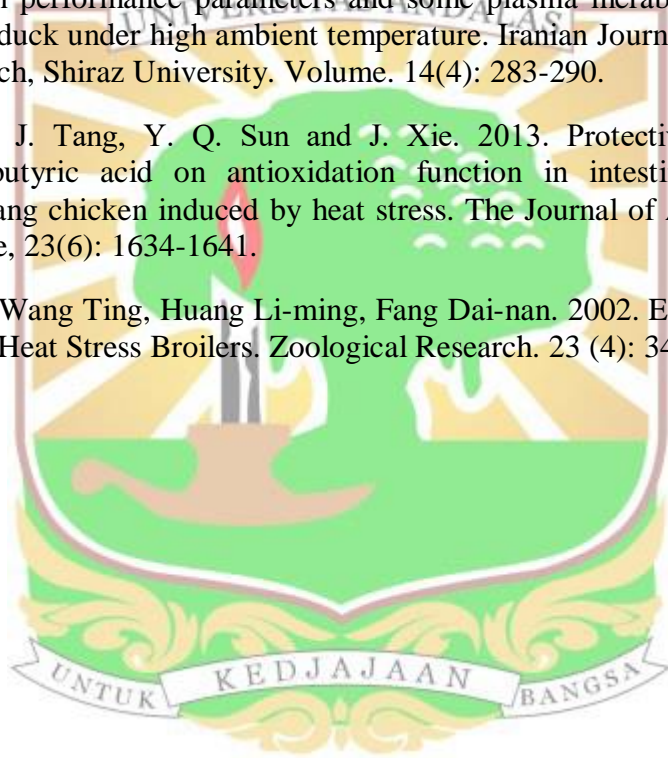 performance parameters and some plasma metab
UNIVERSITAS ANDALAS
duck under high ambient temperature. Iranian Journ
ch, Shiraz University. Volume. 14(4): 283-290.
J. Tang, Y. Q. Sun and J. Xie. 2013. Protecti
butyric acid on antioxidation function in intesti
ang chicken induced by heat stress. The Journal of
e, 23(6): 1634-1641.
Wang Ting, Huang Li-ming, Fang Dai-nan. 2002. E
Heat Stress Broilers. Zoological Research. 23 (4): 34
UNTUK KEDJAJAAN BANGSA